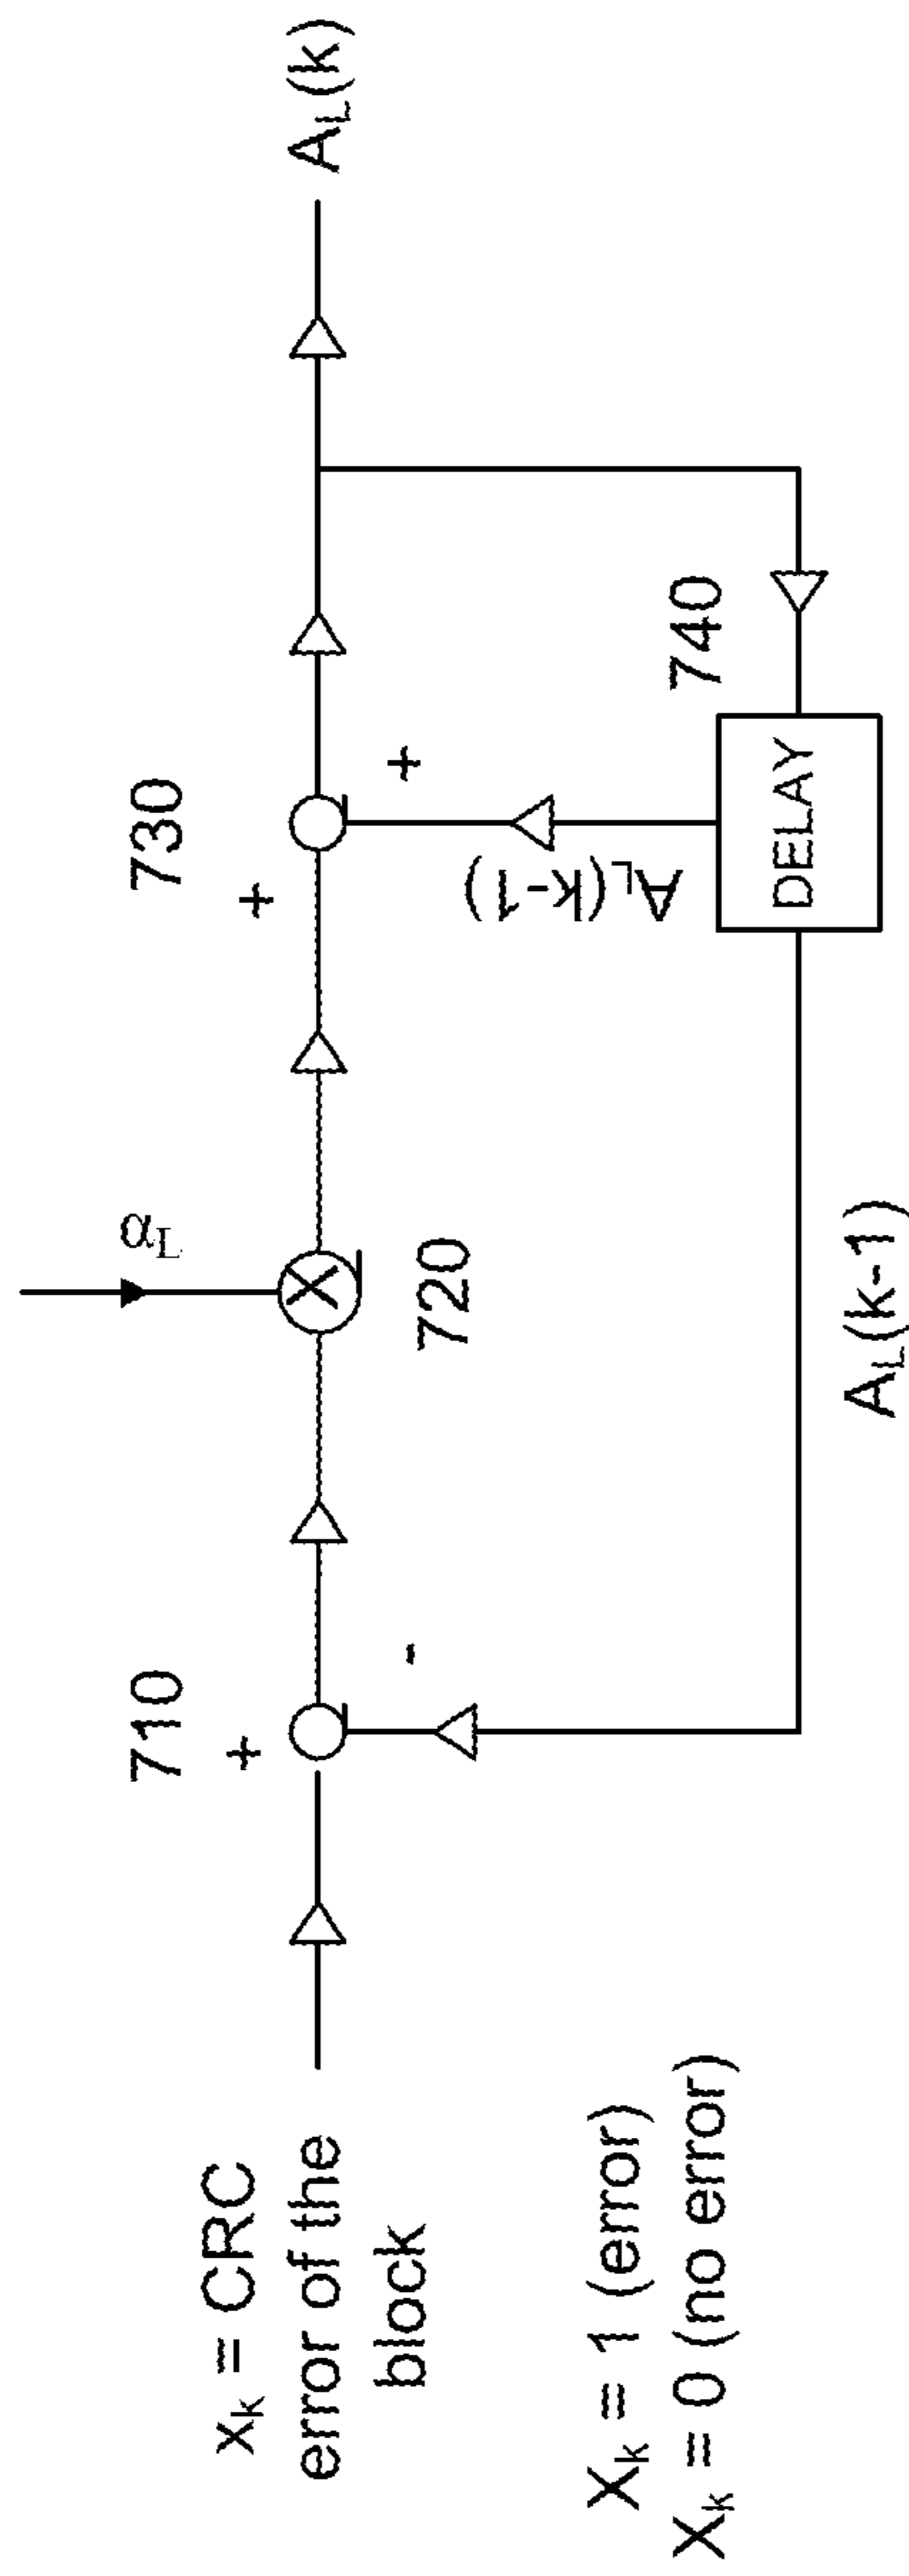 x_k = CRC
error of the
block
X_k = 1 (error)
X_k = 0 (no error)
710
+
-
α_L
720
730
+
+
A_L(k-1)
740
DELAY
A_L(k-1)
A_L(k)
X